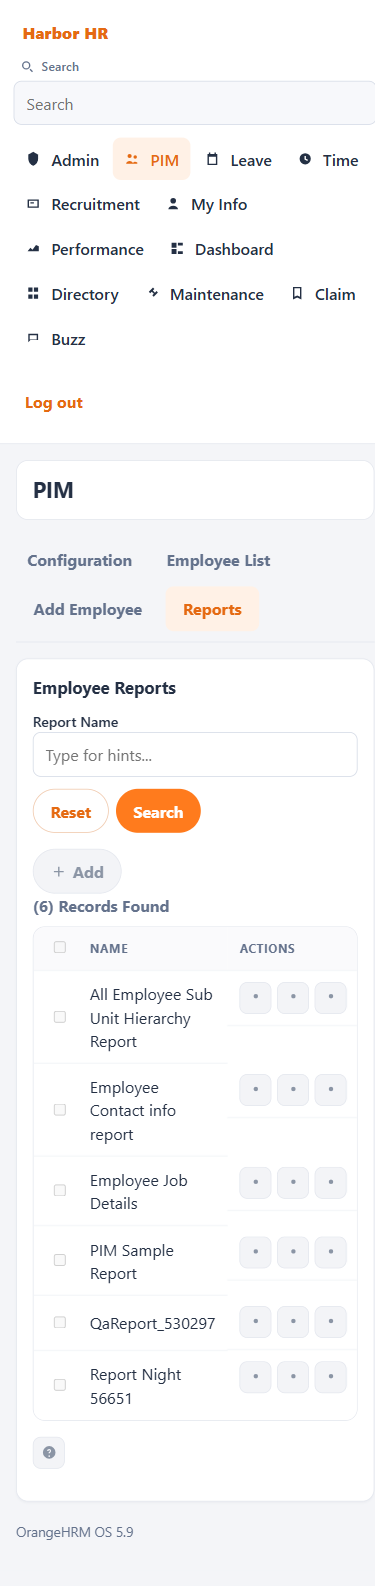 Harbor HR
Search
Search
Admin
PIM
Leave
Time
Recruitment
My Info
Performance
Dashboard
Directory
Maintenance
Claim
Buzz
Log out
PIM
Configuration
Employee List
Add Employee
Reports
Employee Reports
Report Name
Type for hints...
Reset
Search
+ Add
(6) Records Found
NAME
ACTIONS
All Employee Sub
Unit Hierarchy
Report
Employee
Contact info
report
Employee Job
Details
PIM Sample
Report
QaReport_530297
Report Night
56651
OrangeHRM OS 5.9